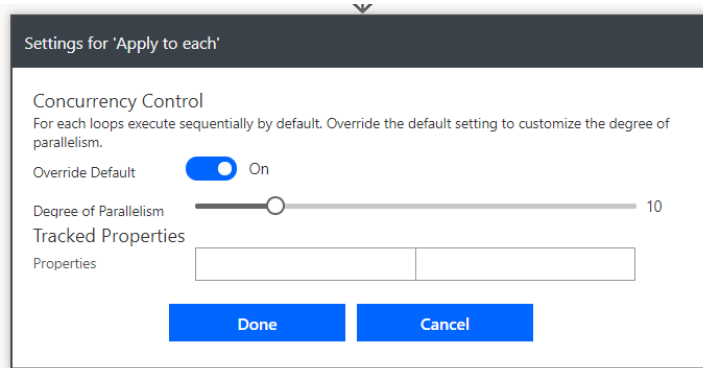 Settings for 'Apply to each'
Concurrency Control
For each loops execute sequentially by default. Override the default setting to customize the degree of
parallelism.
Override Default On
Degree of Parallelism 10
Tracked Properties
Properties
Done Cancel